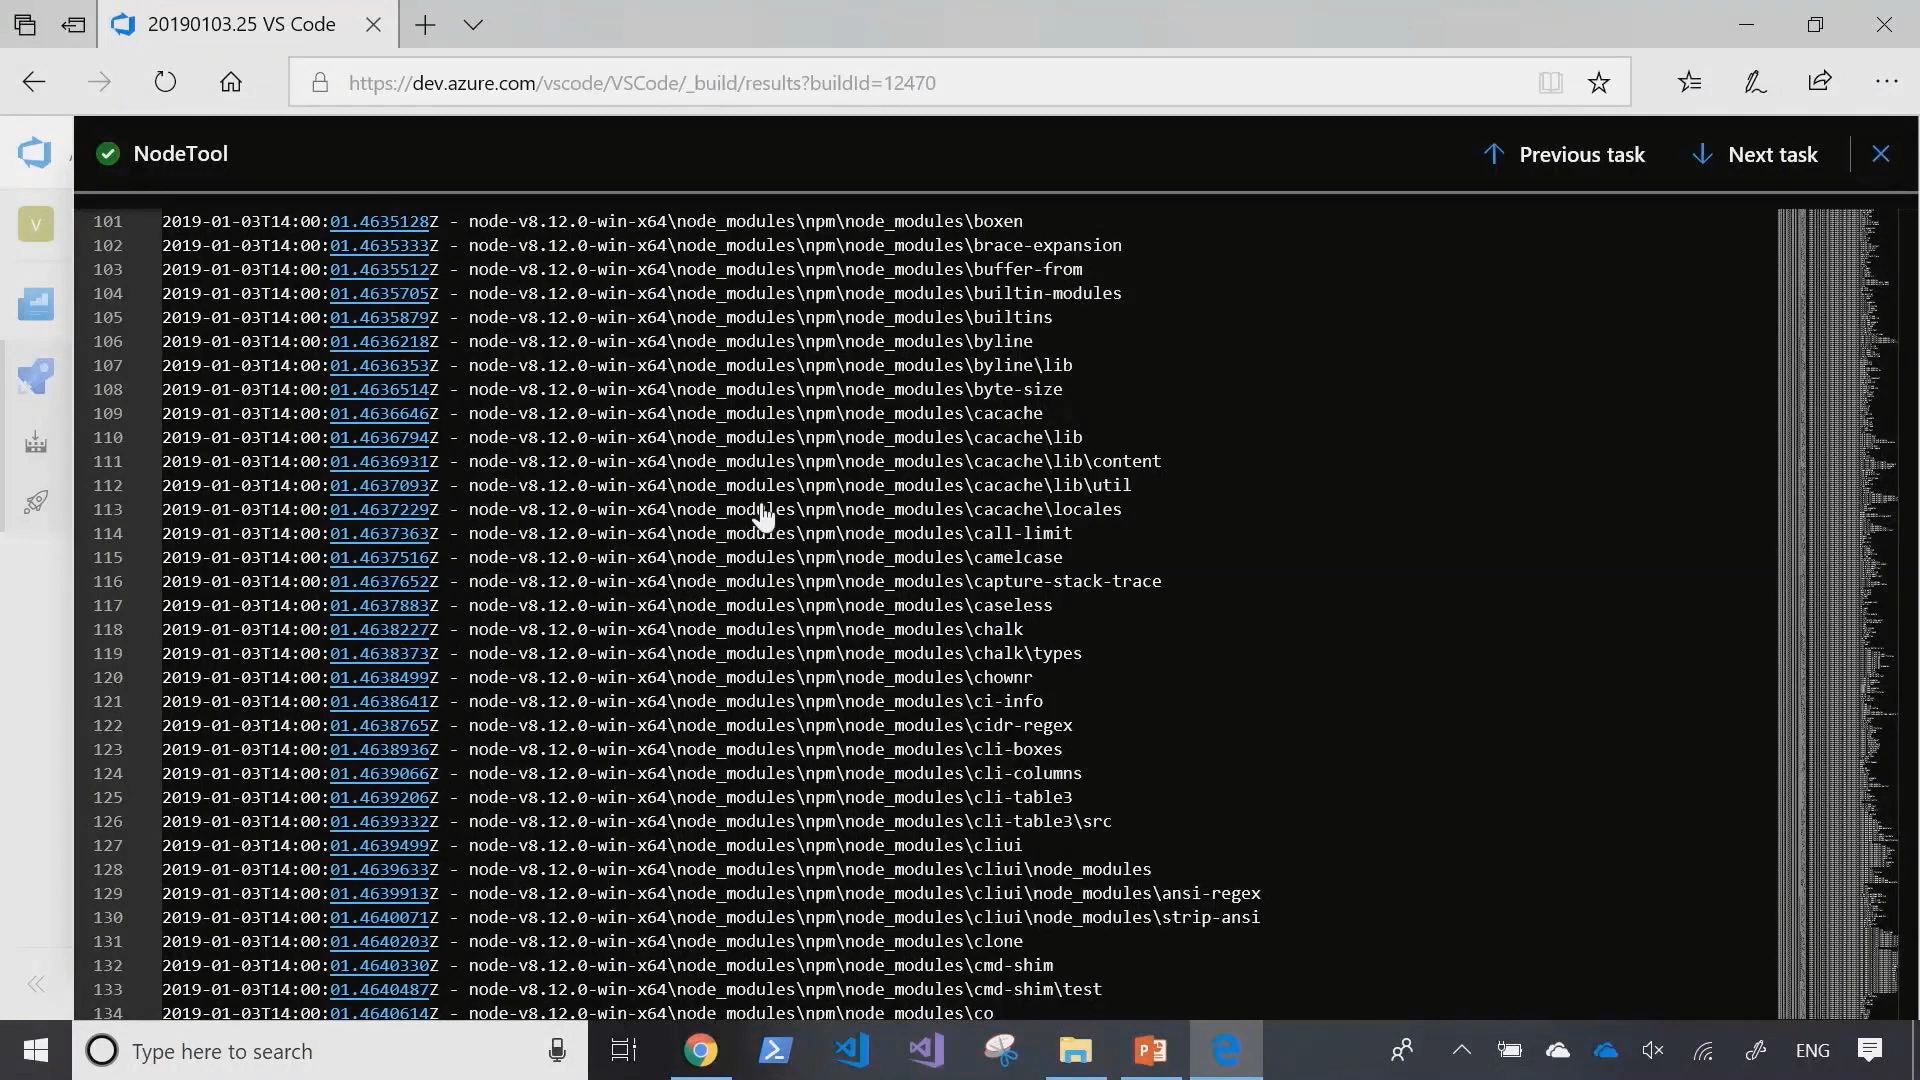 20190103.25 VS Code
https://dev.azure.com/vscode/VSCode/_build/results?buildId=12470
NodeTool
Previous task
Next task
V
101 2019-01-03T14:00:01.4635128Z - node-v8.12.0-win-x64\node_modules\npm\node_modules\boxen
102 2019-01-03T14:00:01.4635333Z - node-v8.12.0-win-x64\node_modules\npm\node_modules\brace-expansion
103 2019-01-03T14:00:01.4635512Z - node-v8.12.0-win-x64\node_modules\npm\node_modules\buffer-from
104 2019-01-03T14:00:01.4635705Z - node-v8.12.0-win-x64\node_modules\npm\node_modules\builtin-modules
105 2019-01-03T14:00:01.4635879Z - node-v8.12.0-win-x64\node_modules\npm\node_modules\builtins
106 2019-01-03T14:00:01.4636218Z - node-v8.12.0-win-x64\node_modules\npm\node_modules\byline
107 2019-01-03T14:00:01.4636353Z - node-v8.12.0-win-x64\node_modules\npm\node_modules\byline\lib
108 2019-01-03T14:00:01.4636514Z - node-v8.12.0-win-x64\node_modules\npm\node_modules\byte-size
109 2019-01-03T14:00:01.4636646Z - node-v8.12.0-win-x64\node_modules\npm\node_modules\cacache
110 2019-01-03T14:00:01.4636794Z - node-v8.12.0-win-x64\node_modules\npm\node_modules\cacache\lib
111 2019-01-03T14:00:01.4636931Z - node-v8.12.0-win-x64\node_modules\npm\node_modules\cacache\lib\content
112 2019-01-03T14:00:01.4637093Z - node-v8.12.0-win-x64\node_modules\npm\node_modules\cacache\lib\util
113 2019-01-03T14:00:01.4637229Z - node-v8.12.0-win-x64\node_modules\npm\node_modules\cacache\locales
114 2019-01-03T14:00:01.4637363Z - node-v8.12.0-win-x64\node_modules\npm\node_modules\call-limit
115 2019-01-03T14:00:01.4637516Z - node-v8.12.0-win-x64\node_modules\npm\node_modules\camelcase
116 2019-01-03T14:00:01.4637652Z - node-v8.12.0-win-x64\node_modules\npm\node_modules\capture-stack-trace
117 2019-01-03T14:00:01.4637883Z - node-v8.12.0-win-x64\node_modules\npm\node_modules\caseless
118 2019-01-03T14:00:01.4638227Z - node-v8.12.0-win-x64\node_modules\npm\node_modules\chalk
119 2019-01-03T14:00:01.4638373Z - node-v8.12.0-win-x64\node_modules\npm\node_modules\chalk\types
120 2019-01-03T14:00:01.4638499Z - node-v8.12.0-win-x64\node_modules\npm\node_modules\chownr
121 2019-01-03T14:00:01.4638641Z - node-v8.12.0-win-x64\node_modules\npm\node_modules\ci-info
122 2019-01-03T14:00:01.4638765Z - node-v8.12.0-win-x64\node_modules\npm\node_modules\cidr-regex
123 2019-01-03T14:00:01.4638936Z - node-v8.12.0-win-x64\node_modules\npm\node_modules\cli-boxes
124 2019-01-03T14:00:01.4639066Z - node-v8.12.0-win-x64\node_modules\npm\node_modules\cli-columns
125 2019-01-03T14:00:01.4639206Z - node-v8.12.0-win-x64\node_modules\npm\node_modules\cli-table3
126 2019-01-03T14:00:01.4639332Z - node-v8.12.0-win-x64\node_modules\npm\node_modules\cli-table3\src
127 2019-01-03T14:00:01.4639499Z - node-v8.12.0-win-x64\node_modules\npm\node_modules\cliui
128 2019-01-03T14:00:01.4639633Z - node-v8.12.0-win-x64\node_modules\npm\node_modules\cliui\node_modules
129 2019-01-03T14:00:01.4639913Z - node-v8.12.0-win-x64\node_modules\npm\node_modules\cliui\node_modules\ansi-regex
130 2019-01-03T14:00:01.4640071Z - node-v8.12.0-win-x64\node_modules\npm\node_modules\cliui\node_modules\strip-ansi
131 2019-01-03T14:00:01.4640203Z - node-v8.12.0-win-x64\node_modules\npm\node_modules\clone
132 2019-01-03T14:00:01.4640330Z - node-v8.12.0-win-x64\node_modules\npm\node_modules\cmd-shim
133 2019-01-03T14:00:01.4640487Z - node-v8.12.0-win-x64\node_modules\npm\node_modules\cmd-shim\test
134 2019-01-03T14:00:01.4640614Z - node-v8.12.0-win-x64\node_modules\npm\node_modules\co
Type here to search
ENG